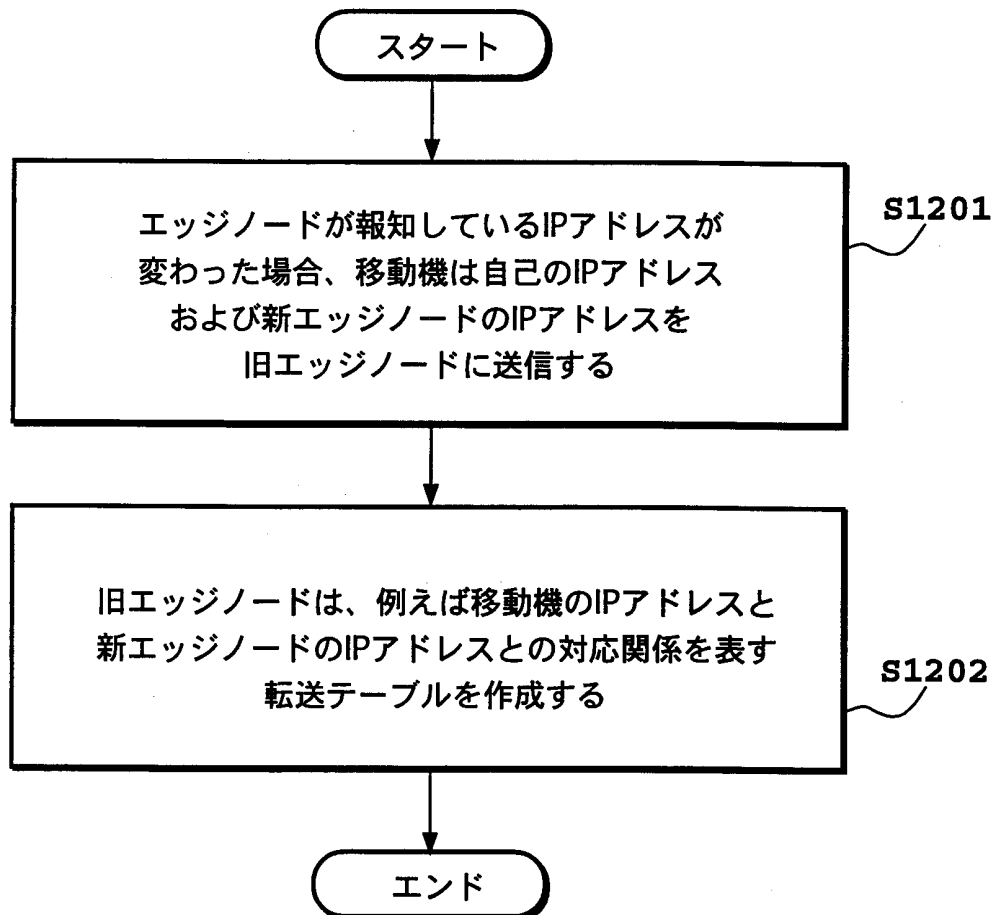 スタート
エッジノードが報知しているIPアドレスが
変わった場合、移動機は自己のIPアドレス
および新エッジノードのIPアドレスを
旧エッジノードに送信する
S1201
旧エッジノードは、例えば移動機のIPアドレスと
新エッジノードのIPアドレスとの対応関係を表す
転送テーブルを作成する
S1202
エンド